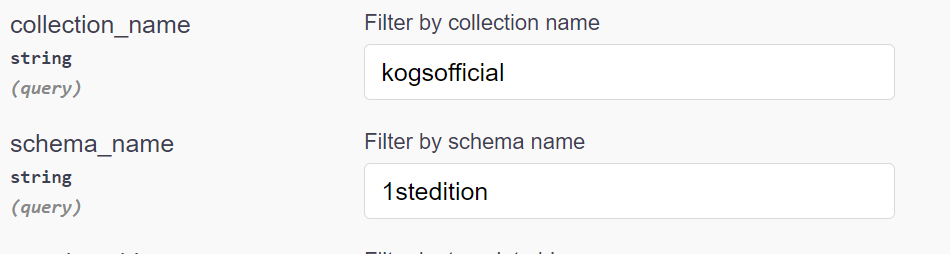 collection_name
string
(query)
Filter by collection name
kogsofficial
schema_name
string
(query)
Filter by schema name
1stedition